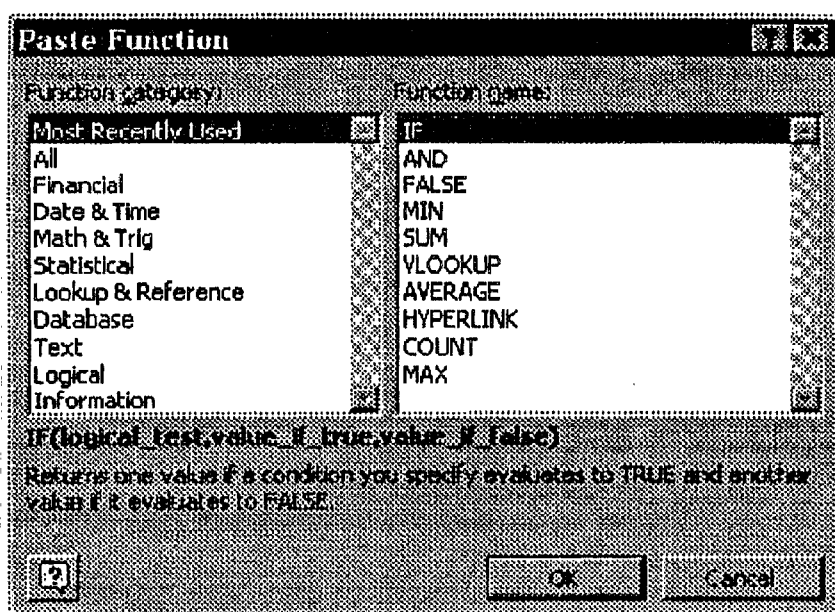 Paste Function
Function category:
Function name:
Most Recently Used
All
Financial
Date & Time
Math & Trig
Statistical
Lookup & Reference
Database
Text
Logical
Information
IF
AND
FALSE
MIN
SUM
VLOOKUP
AVERAGE
HYPERLINK
COUNT
MAX
IF(logical_test,value_if_true,value_if_false)
Returns one value if a condition you specify evaluates to TRUE and another
value if it evaluates to FALSE.
OK
Cancel